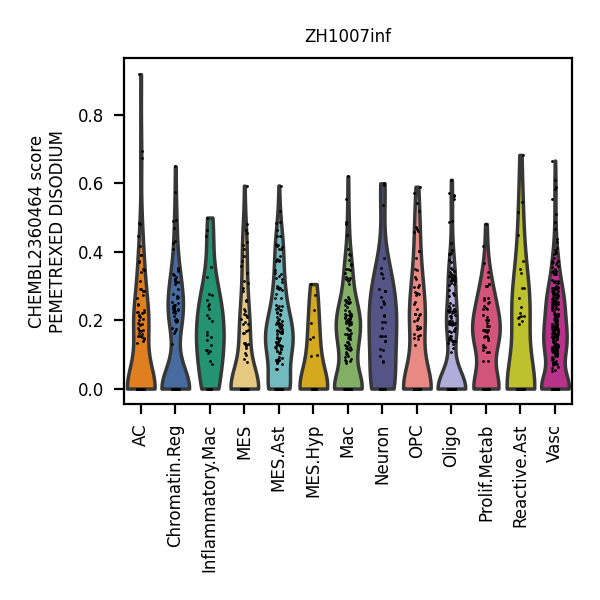 ZH1007inf
CHEMBL2360464 score
PEMETREXED DISODIUM
0.8
0.6
0.4
0.2
0.0
AC
Chromatin.Reg
Inflammatory.Mac
MES
MES.Ast
MES.Hyp
Mac
Neuron
OPC
Oligo
Prolif.Metab
Reactive.Ast
Vasc